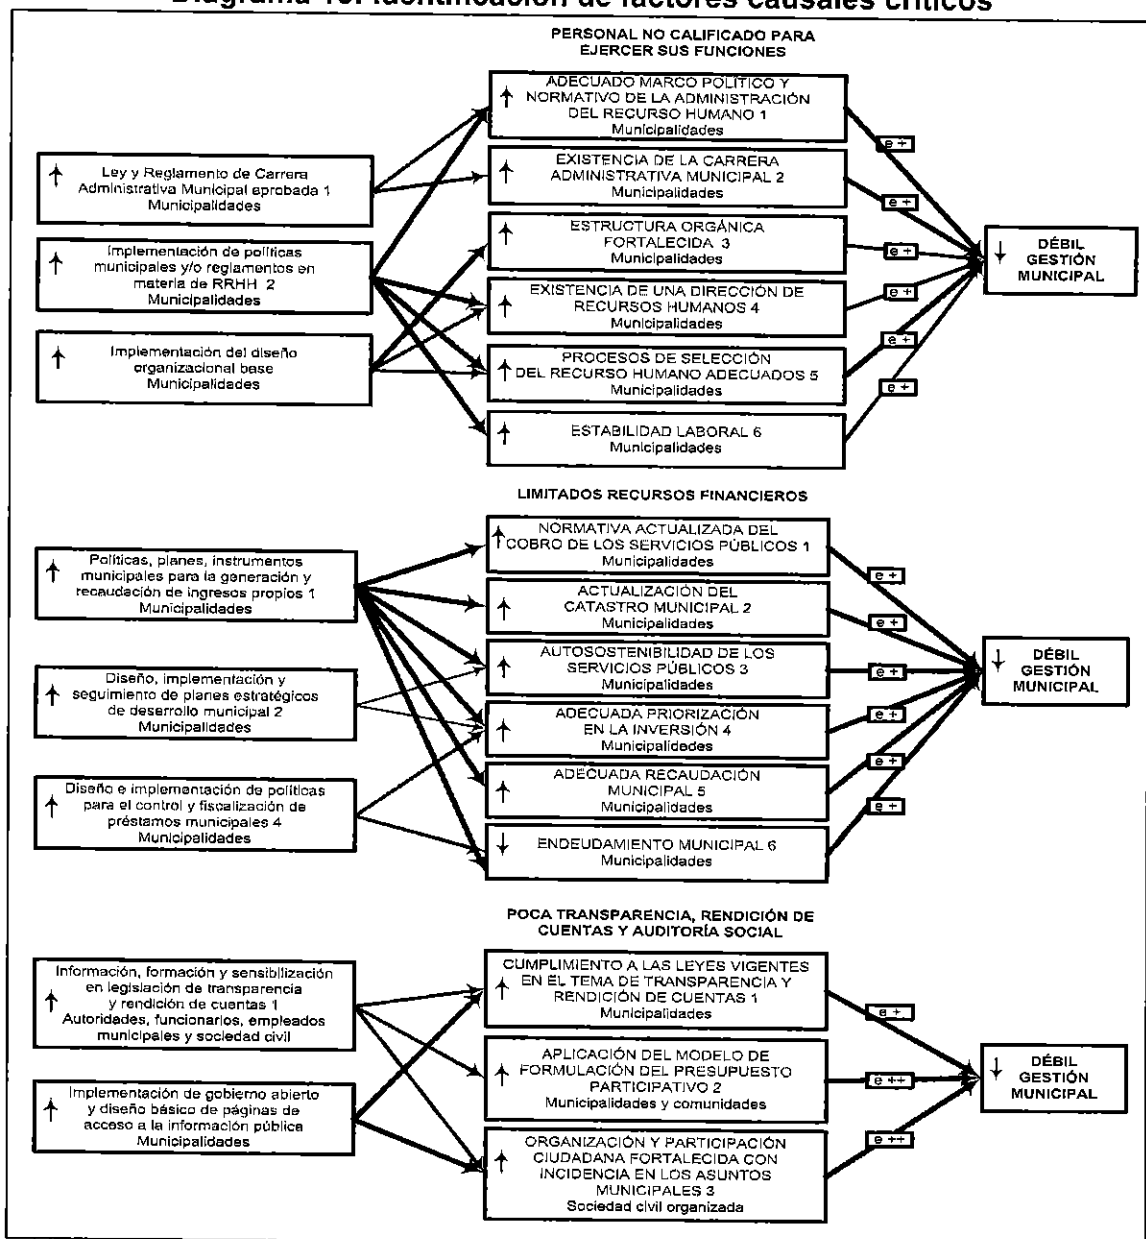 Diagrama 10. Identificación de factores causales críticos
PERSONAL NO CALIFICADO PARA
EJERCER SUS FUNCIONES
Ley y Reglamento de Carrera
Administrativa Municipal aprobada 1
Municipalidades
Implementación de políticas
municipales y/o reglamentos en
materia de RRHH 2
Municipalidades
Implementación del diseño
organizacional base
Municipalidades
ADECUADO MARCO POLÍTICO Y
NORMATIVO DE LA ADMINISTRACIÓN
DEL RECURSO HUMANO 1
Municipalidades
EXISTENCIA DE LA CARRERA
ADMINISTRATIVA MUNICIPAL 2
Municipalidades
ESTRUCTURA ORGÁNICA
FORTALECIDA 3
Municipalidades
EXISTENCIA DE UNA DIRECCIÓN DE
RECURSOS HUMANOS 4
Municipalidades
PROCESOS DE SELECCIÓN
DEL RECURSO HUMANO ADECUADOS 5
Municipalidades
ESTABILIDAD LABORAL 6
Municipalidades
e +
e +
e +
e +
e +
e +
DÉBIL
GESTIÓN
MUNICIPAL
LIMITADOS RECURSOS FINANCIEROS
Políticas, planes, instrumentos
municipales para la generación y
recaudación de ingresos propios 1
Municipalidades
Diseño, implementación y
seguimiento de planes estratégicos
de desarrollo municipal 2
Municipalidades
Diseño e implementación de políticas
para el control y fiscalización de
préstamos municipales 4
Municipalidades
NORMATIVA ACTUALIZADA DEL
COBRO DE LOS SERVICIOS PÚBLICOS 1
Municipalidades
ACTUALIZACIÓN DEL
CATASTRO MUNICIPAL 2
Municipalidades
AUTOSOSTENIBILIDAD DE LOS
SERVICIOS PÚBLICOS 3
Municipalidades
ADECUADA PRIORIZACIÓN
EN LA INVERSIÓN 4
Municipalidades
ADECUADA RECAUDACIÓN
MUNICIPAL 5
Municipalidades
ENDEUDAMIENTO MUNICIPAL 6
Municipalidades
e +
e +
e +
e +
e +
e +
DÉBIL
GESTIÓN
MUNICIPAL
POCA TRANSPARENCIA, RENDICIÓN DE
CUENTAS Y AUDITORÍA SOCIAL
Información, formación y sensibilización
en legislación de transparencia
y rendición de cuentas 1
Autoridades, funcionarios, empleados
municipales y sociedad civil
Implementación de gobierno abierto
y diseño básico de páginas de
acceso a la información pública
Municipalidades
CUMPLIMIENTO A LAS LEYES VIGENTES
EN EL TEMA DE TRANSPARENCIA Y
RENDICIÓN DE CUENTAS 1
Municipalidades
APLICACIÓN DEL MODELO DE
FORMULACIÓN DEL PRESUPUESTO
PARTICIPATIVO 2
Municipalidades y comunidades
ORGANIZACIÓN Y PARTICIPACIÓN
CIUDADANA FORTALECIDA CON
INCIDENCIA EN LOS ASUNTOS
MUNICIPALES 3
Sociedad civil organizada
e +
e ++
e ++
DÉBIL
GESTIÓN
MUNICIPAL